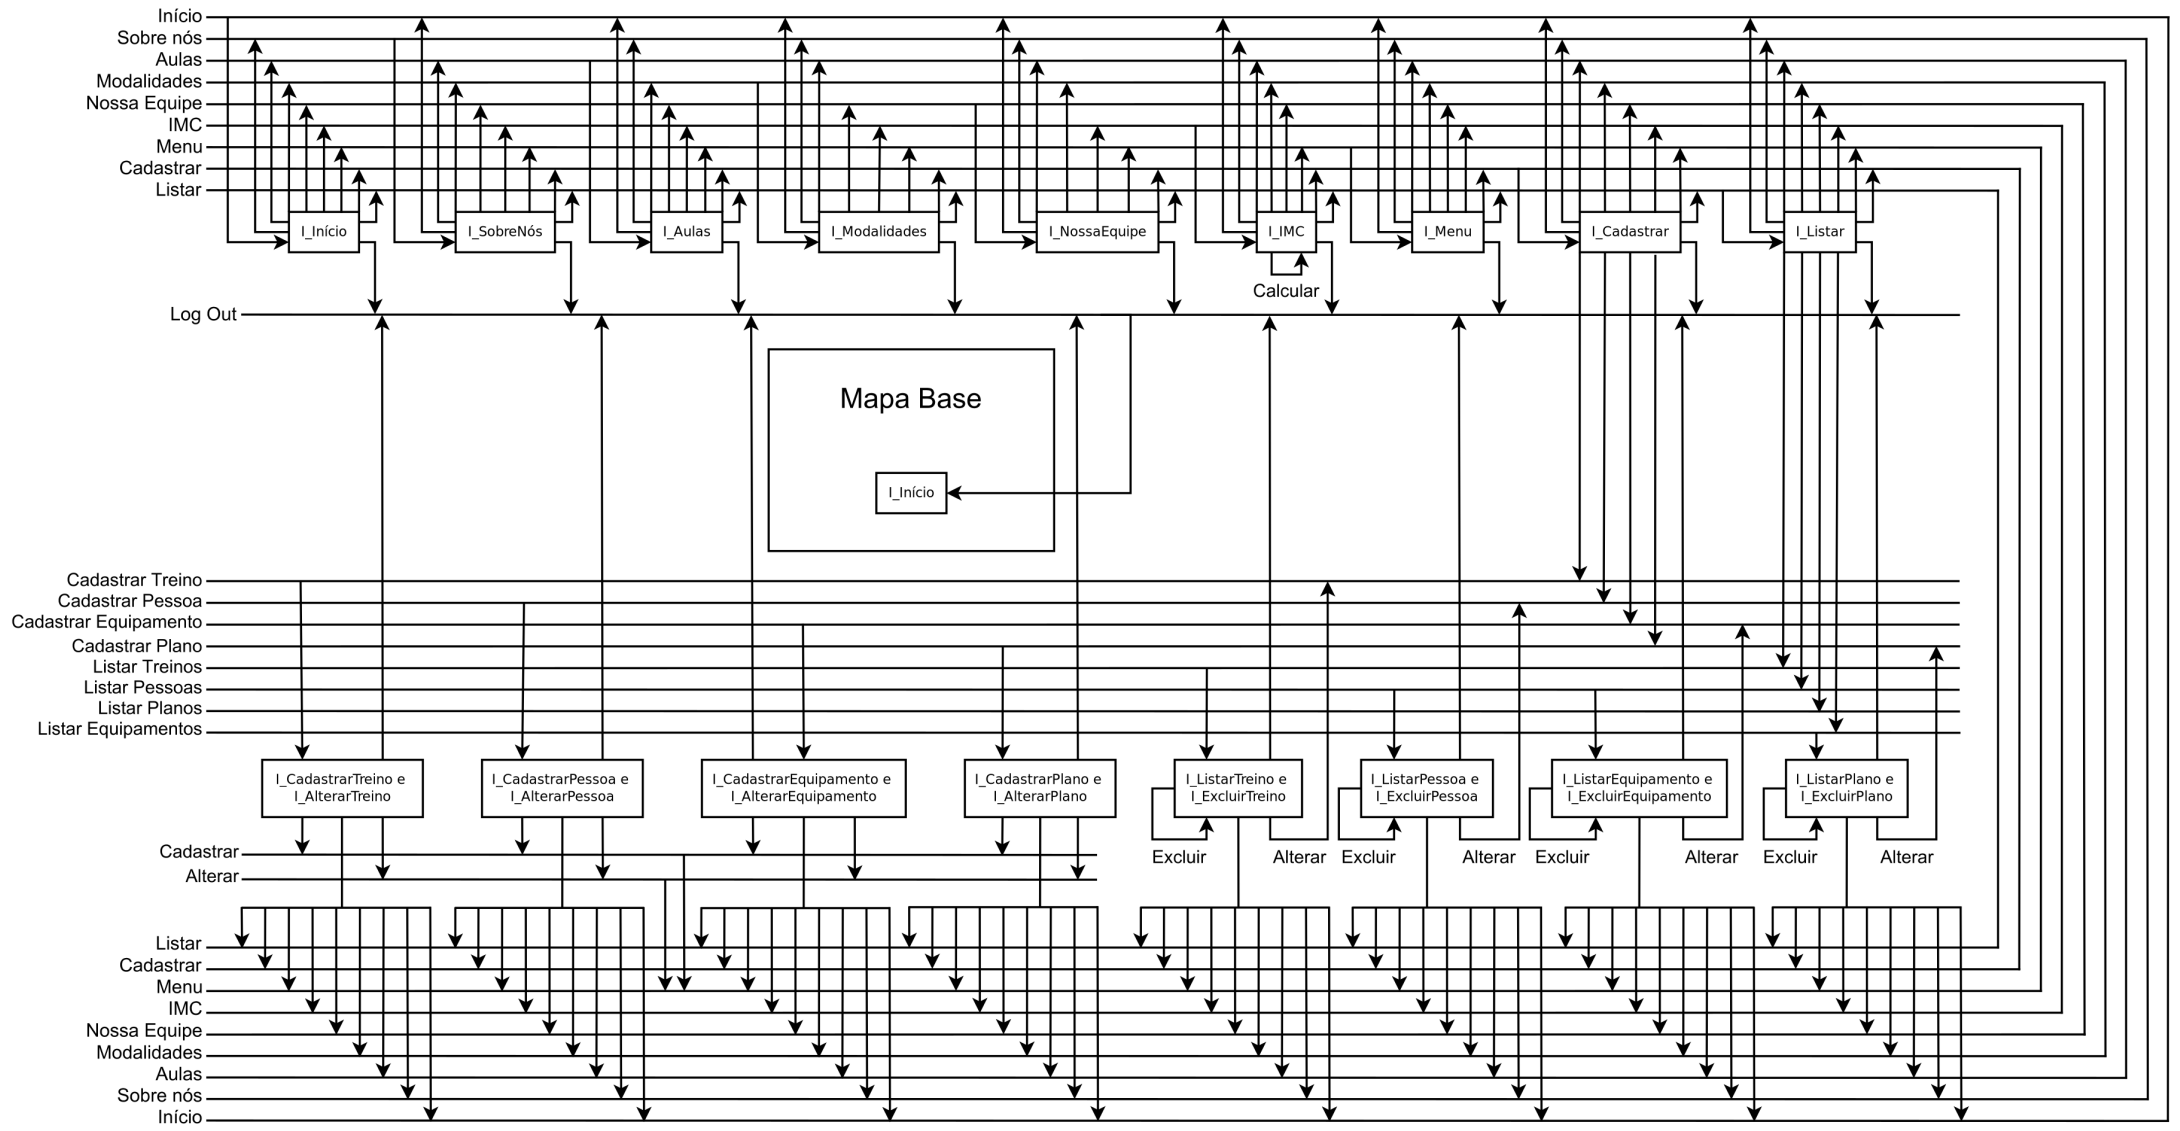 Início
Sobre nós
Aulas
Modalidades
Nossa Equipe
IMC
Menu
Cadastrar
Listar
I_Início
I_SobreNós
I_Aulas
I_Modalidades
I_NossaEquipe
I_IMC
I_Menu
I_Cadastrar
I_Listar
Calcular
Log Out
Mapa Base
I_Início
Cadastrar Treino
Cadastrar Pessoa
Cadastrar Equipamento
Cadastrar Plano
Listar Treinos
Listar Pessoas
Listar Planos
Listar Equipamentos
I_CadastrarTreino e
I_AlterarTreino
I_CadastrarPessoa e
I_AlterarPessoa
I_CadastrarEquipamento e
I_AlterarEquipamento
I_CadastrarPlano e
I_AlterarPlano
I_ListarTreino e
I_ExcluirTreino
I_ListarPessoa e
I_ExcluirPessoa
I_ListarEquipamento e
I_ExcluirEquipamento
I_ListarPlano e
I_ExcluirPlano
Cadastrar
Alterar
Excluir
Alterar
Excluir
Alterar
Excluir
Alterar
Excluir
Alterar
Listar
Cadastrar
Menu
IMC
Nossa Equipe
Modalidades
Aulas
Sobre nós
Início